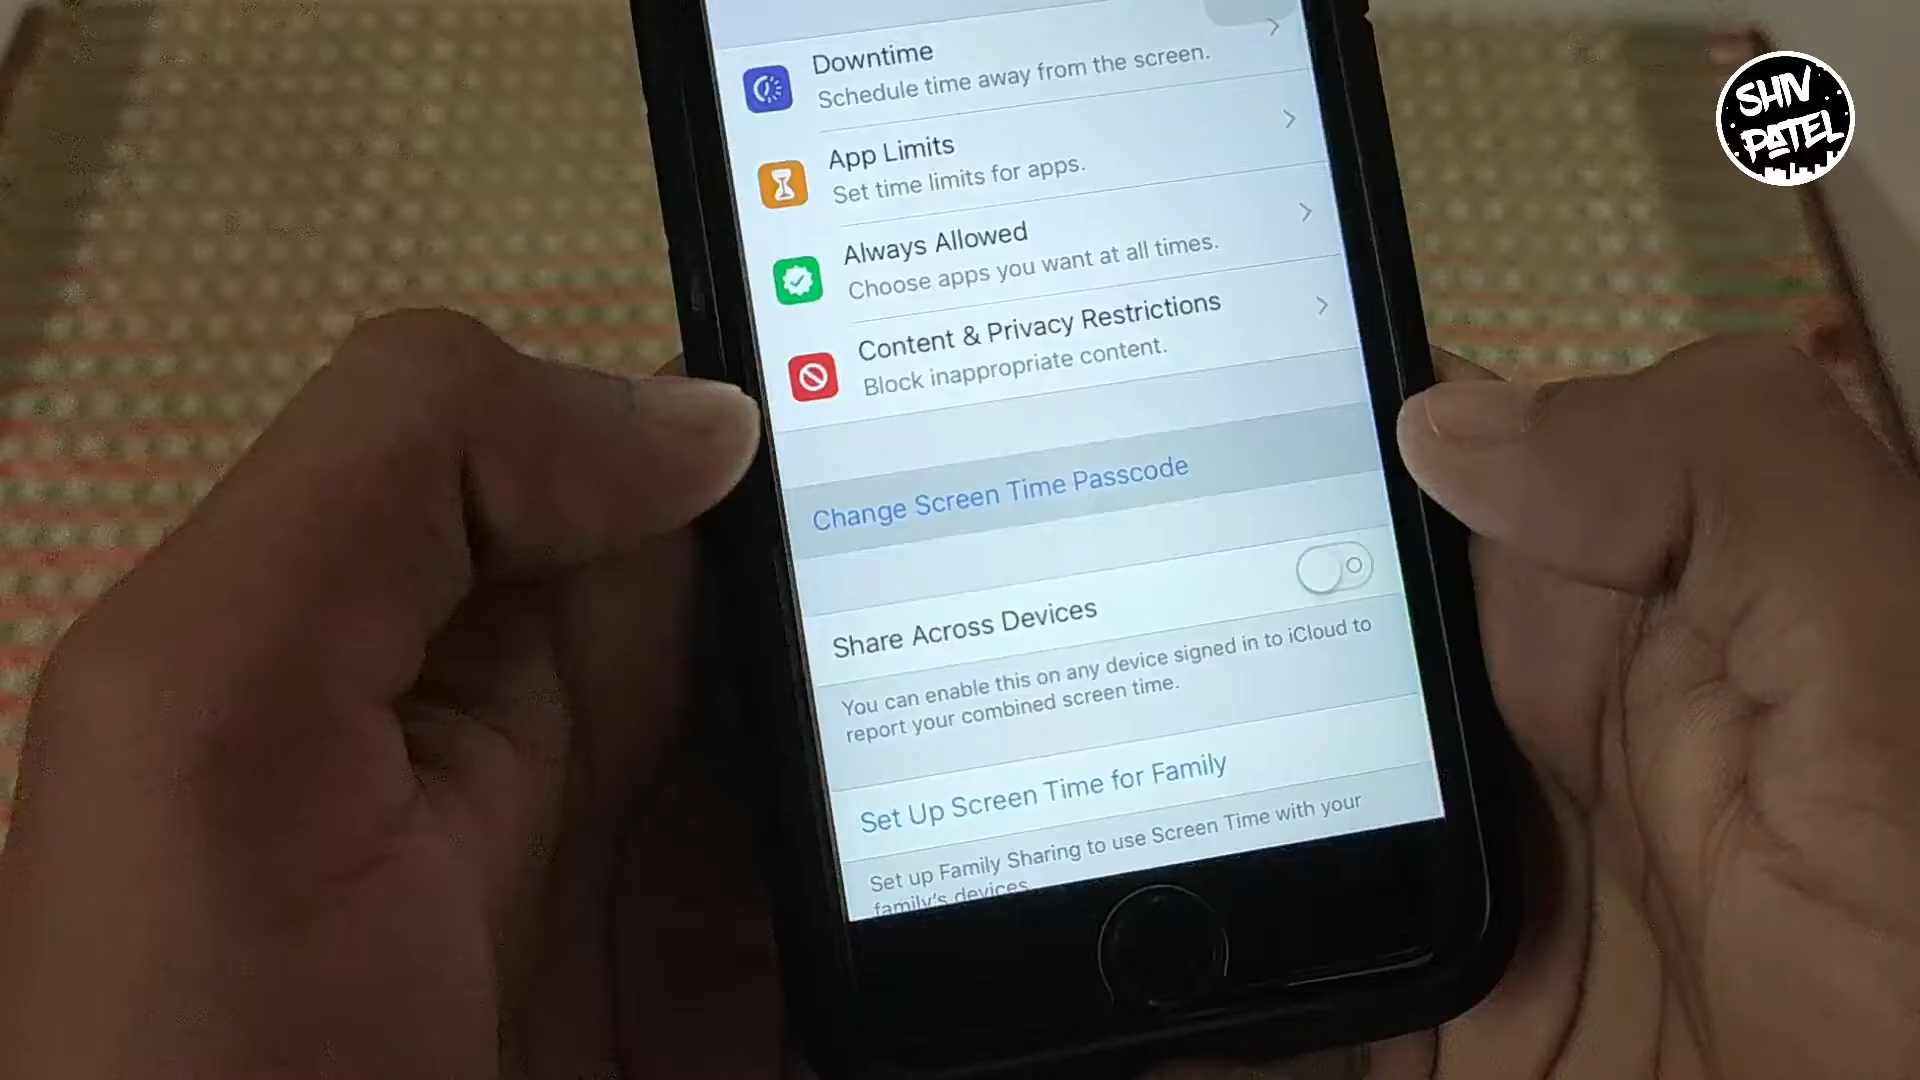 Downtime
Schedule time away from the screen.
App Limits
Set time limits for apps.
Always Allowed
Choose apps you want at all times.
Content & Privacy Restrictions
Block inappropriate content.
Change Screen Time Passcode
Share Across Devices
You can enable this on any device signed in to iCloud to
report your combined screen time.
Set Up Screen Time for Family
Set up Family Sharing to use Screen Time with your
family's devices
SHIV
PATEL